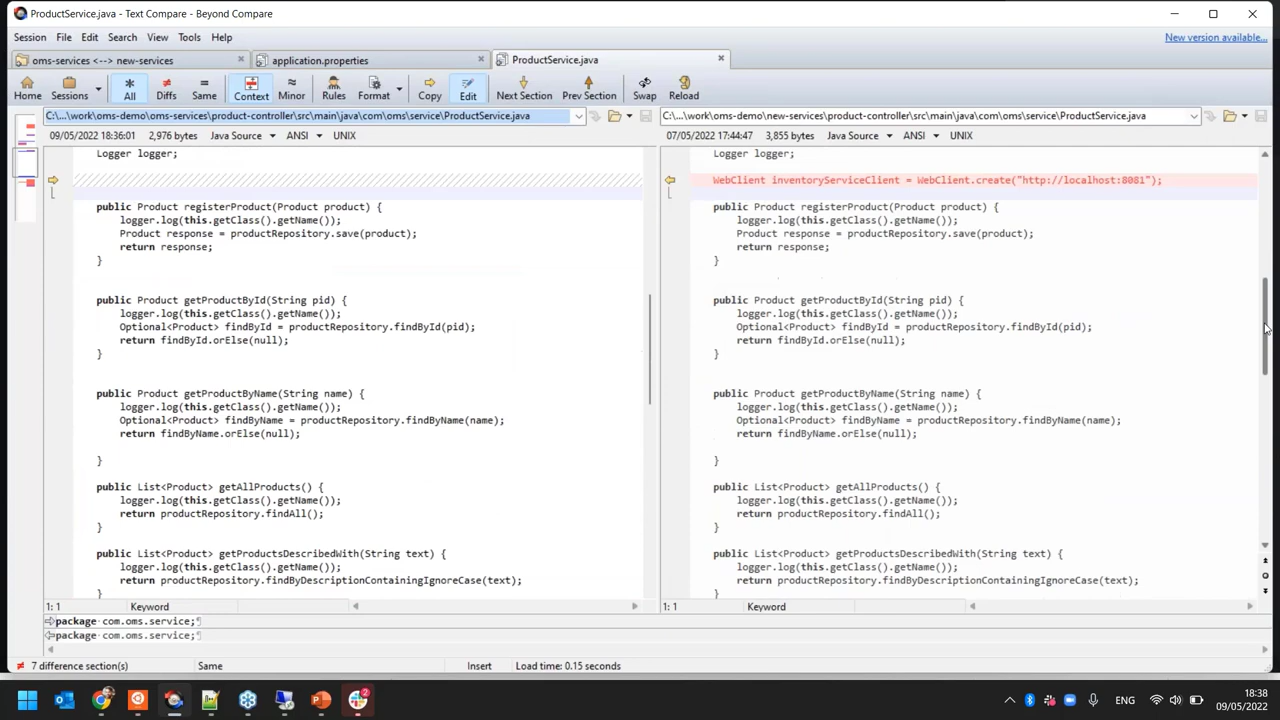 ProductService.java - Text Compare - Beyond Compare
Session File Edit Search View Tools Help New version available...
oms-services <--> new-services application.properties ProductService.java
Home Sessions All Diffs Same Context Minor Rules Format Copy Edit Next Section Prev Section Swap Reload
C:\...\work\oms-demo\oms-services\product-controller\src\main\java\com\oms\service\ProductService.java
C:\...\work\oms-demo\new-services\product-controller\src\main\java\com\oms\service\ProductService.java
09/05/2022 18:36:01 2,976 bytes Java Source ANSI UNIX
07/05/2022 17:44:47 3,855 bytes Java Source ANSI UNIX
Logger logger;
public Product registerProduct(Product product) {
logger.log(this.getClass().getName());
Product response = productRepository.save(product);
return response;
}
public Product getProductById(String pid) {
logger.log(this.getClass().getName());
Optional<Product> findById = productRepository.findById(pid);
return findById.orElse(null);
}
public Product getProductByName(String name) {
logger.log(this.getClass().getName());
Optional<Product> findByName = productRepository.findByName(name);
return findByName.orElse(null);
}
public List<Product> getAllProducts() {
logger.log(this.getClass().getName());
return productRepository.findAll();
}
public List<Product> getProductsDescribedWith(String text) {
logger.log(this.getClass().getName());
return productRepository.findByDescriptionContainingIgnoreCase(text);
}
1: 1 Keyword
Logger logger;
WebClient inventoryServiceClient = WebClient.create("http://localhost:8081");
public Product registerProduct(Product product) {
logger.log(this.getClass().getName());
Product response = productRepository.save(product);
return response;
}
public Product getProductById(String pid) {
logger.log(this.getClass().getName());
Optional<Product> findById = productRepository.findById(pid);
return findById.orElse(null);
}
public Product getProductByName(String name) {
logger.log(this.getClass().getName());
Optional<Product> findByName = productRepository.findByName(name);
return findByName.orElse(null);
}
public List<Product> getAllProducts() {
logger.log(this.getClass().getName());
return productRepository.findAll();
}
public List<Product> getProductsDescribedWith(String text) {
logger.log(this.getClass().getName());
return productRepository.findByDescriptionContainingIgnoreCase(text);
}
1: 1 Keyword
package·com.oms.service;¶
package·com.oms.service;¶
7 difference section(s) Same Insert Load time: 0.15 seconds
2
ENG
18:38
09/05/2022